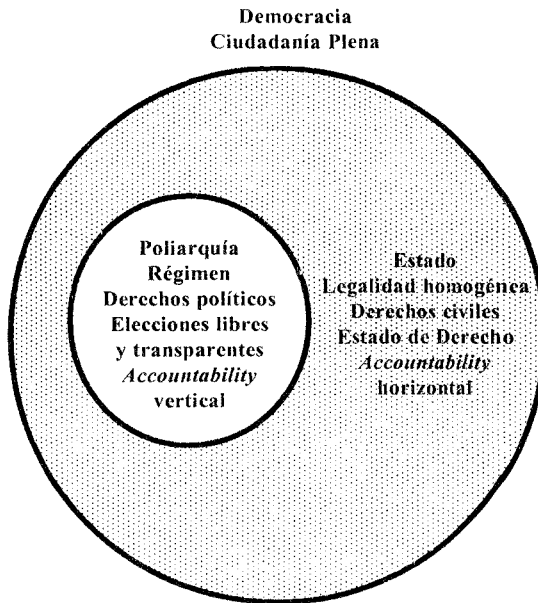 Democracia
Ciudadanía Plena
Poliarquía
Régimen
Derechos políticos
Elecciones libres
y transparentes
Accountability
vertical
Estado
Legalidad homogénea
Derechos civiles
Estado de Derecho
Accountability
horizontal